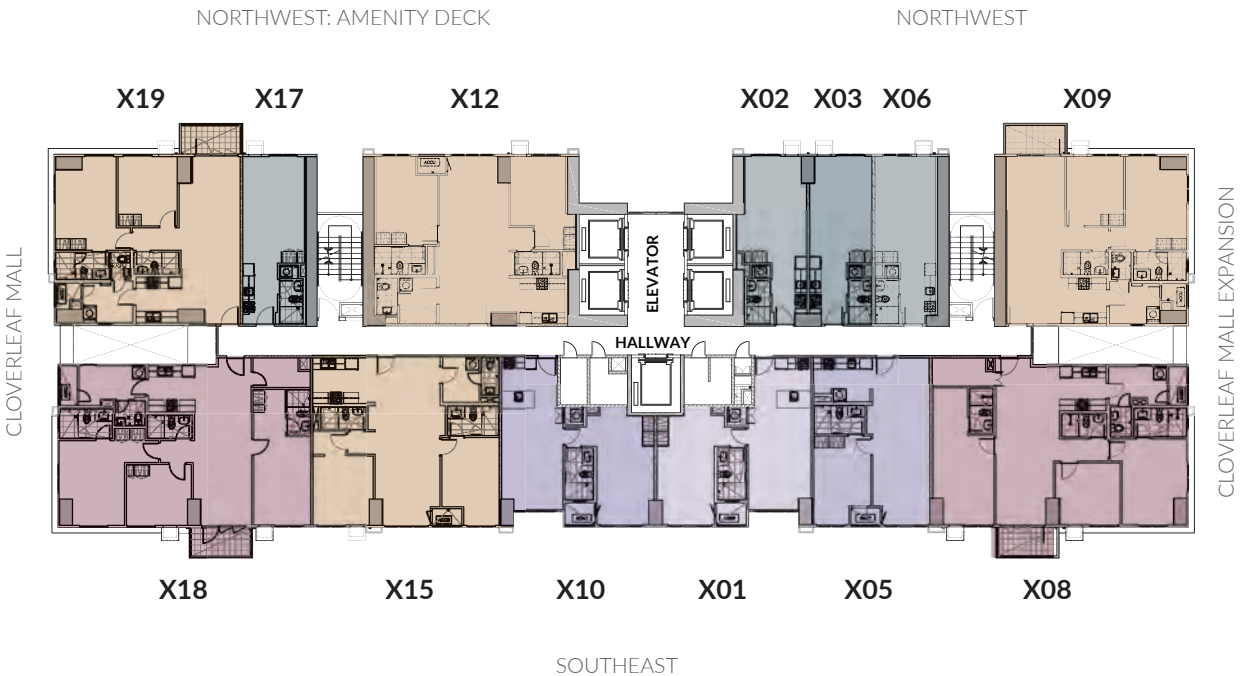 NORTHWEST: AMENITY DECK
NORTHWEST
X19
X17
X12
X02
X03
X06
X09
CLOVERLEAF MALL
ELEVATOR
HALLWAY
CLOVERLEAF MALL EXPANSION
X18
X15
X10
X01
X05
X08
SOUTHEAST